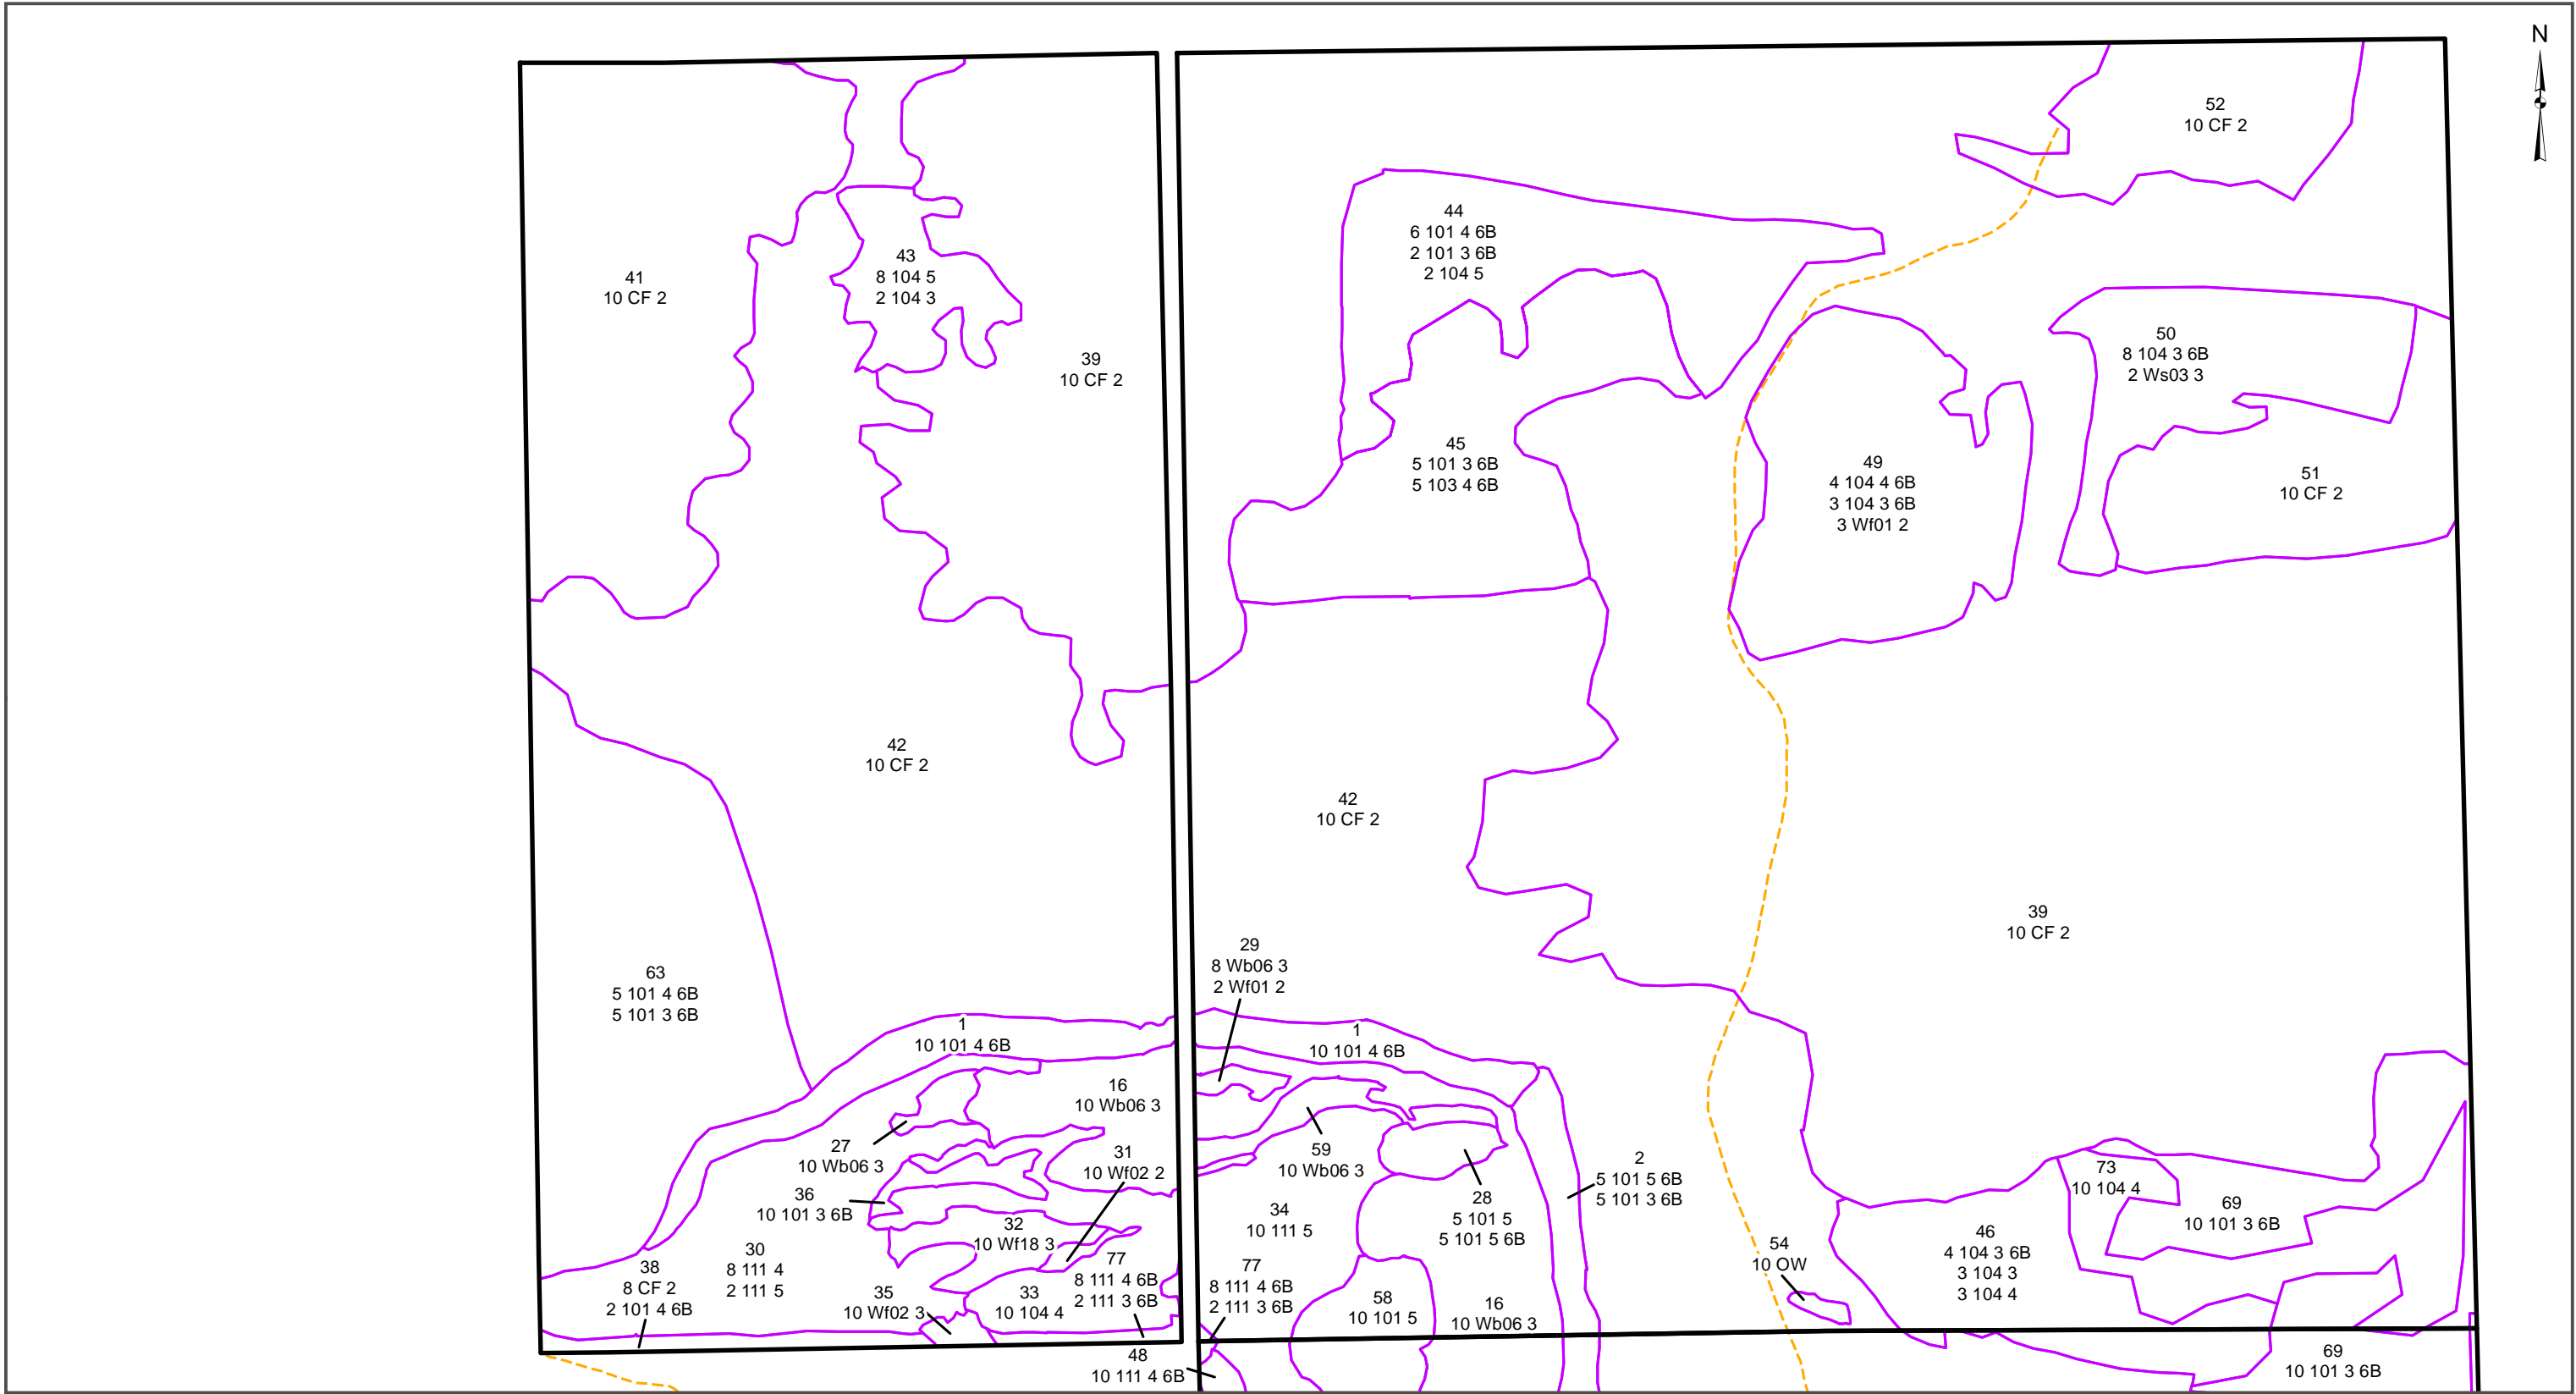 N
52
10 CF 2
44
6 101 4 6B
2 101 3 6B
2 104 5
43
8 104 5
2 104 3
41
10 CF 2
39
10 CF 2
50
8 104 3 6B
2 Ws03 3
45
5 101 3 6B
5 103 4 6B
49
4 104 4 6B
3 104 3 6B
3 Wf01 2
51
10 CF 2
42
10 CF 2
42
10 CF 2
39
10 CF 2
29
8 Wb06 3
2 Wf01 2
63
5 101 4 6B
5 101 3 6B
1
10 101 4 6B
1
10 101 4 6B
16
10 Wb06 3
27
10 Wb06 3
31
10 Wf02 2
59
10 Wb06 3
2
5 101 5 6B
5 101 3 6B
73
10 104 4
36
10 101 3 6B
28
5 101 5
5 101 5 6B
34
10 111 5
69
10 101 3 6B
32
10 Wf18 3
46
4 104 3 6B
3 104 3
3 104 4
54
10 OW
30
8 111 4
2 111 5
38
8 CF 2
2 101 4 6B
77
8 111 4 6B
2 111 3 6B
77
8 111 4 6B
2 111 3 6B
35
10 Wf02 3
33
10 104 4
58
10 101 5
16
10 Wb06 3
48
10 111 4 6B
69
10 101 3 6B